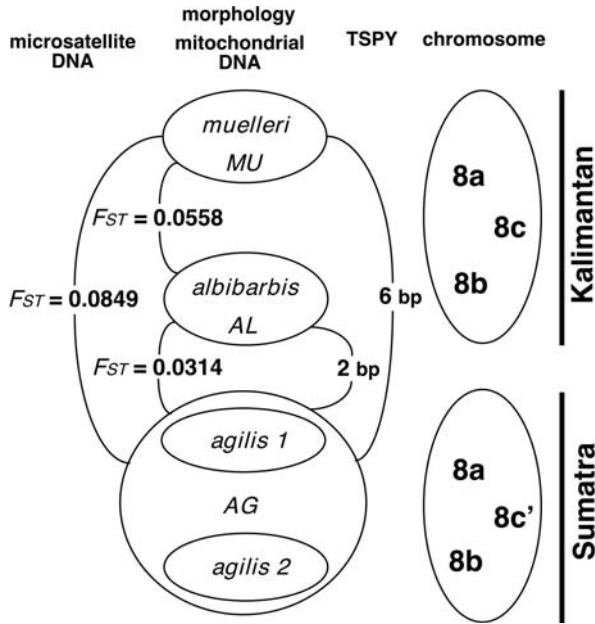 microsatellite
DNA
morphology
mitochondrial
DNA
TSPY
chromosome
muelleri
MU
FST = 0.0558
FST = 0.0849
albibarbis
AL
6 bp
FST = 0.0314
2 bp
agilis 1
AG
agilis 2
8a
8c
8b
Kalimantan
8a
8c’
8b
Sumatra